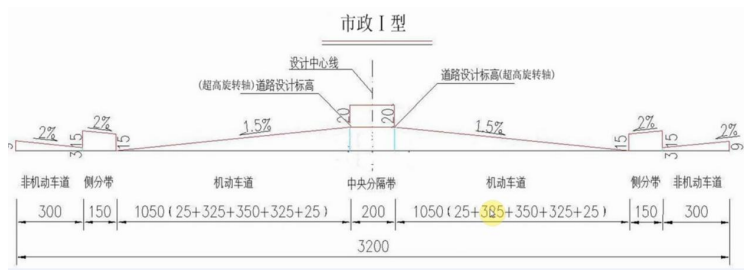 市政Ⅰ型
设计中心线
(超高旋转轴)道路设计标高
道路设计标高(超高旋转轴)
20 20
2% 15 2% 15 1.5% 1.5% 15 2% 15 2%
9 3 3 9
非机动车道 侧分带 机动车道 中央分隔带 机动车道 侧分带 非机动车道
300 150 1050(25+325+350+325+25) 200 1050(25+385+350+325+25) 150 300
3200